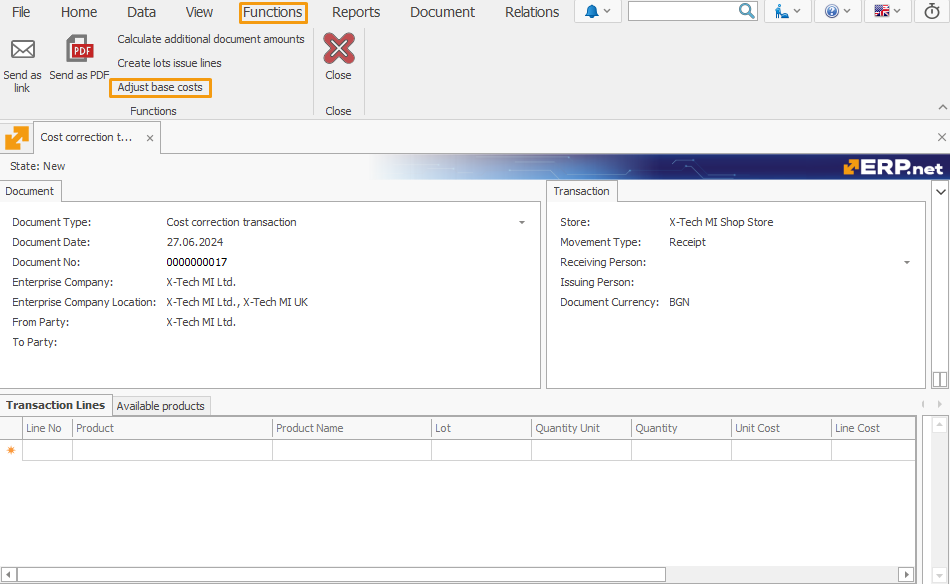 File Home Data View Functions Reports Document Relations
Calculate additional document amounts
Create lots issue lines
Adjust base costs
Send as link
PDF
Send as PDF
Close
Functions
Close
Cost correction t...
State: New
ERP.net
Document
Document Type: Cost correction transaction
Document Date: 27.06.2024
Document No: 0000000017
Enterprise Company: X-Tech MI Ltd.
Enterprise Company Location: X-Tech MI Ltd., X-Tech MI UK
From Party: X-Tech MI Ltd.
To Party:
Transaction
Store: X-Tech MI Shop Store
Movement Type: Receipt
Receiving Person:
Issuing Person:
Document Currency: BGN
Transaction Lines Available products
Line No Product Product Name Lot Quantity Unit Quantity Unit Cost Line Cost